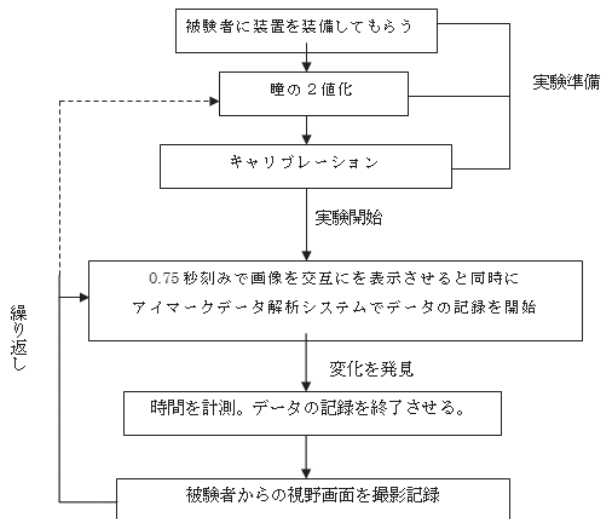 被験者に装置を装備してもらう
瞳の2値化
実験準備
キャリブレーション
実験開始
0.75秒刻みで画像を交互にを表示させると同時に
アイマークデータ解析システムでデータの記録を開始
繰り返し
変化を発見
時間を計測。データの記録を終了させる。
被験者からの視野画面を撮影記録